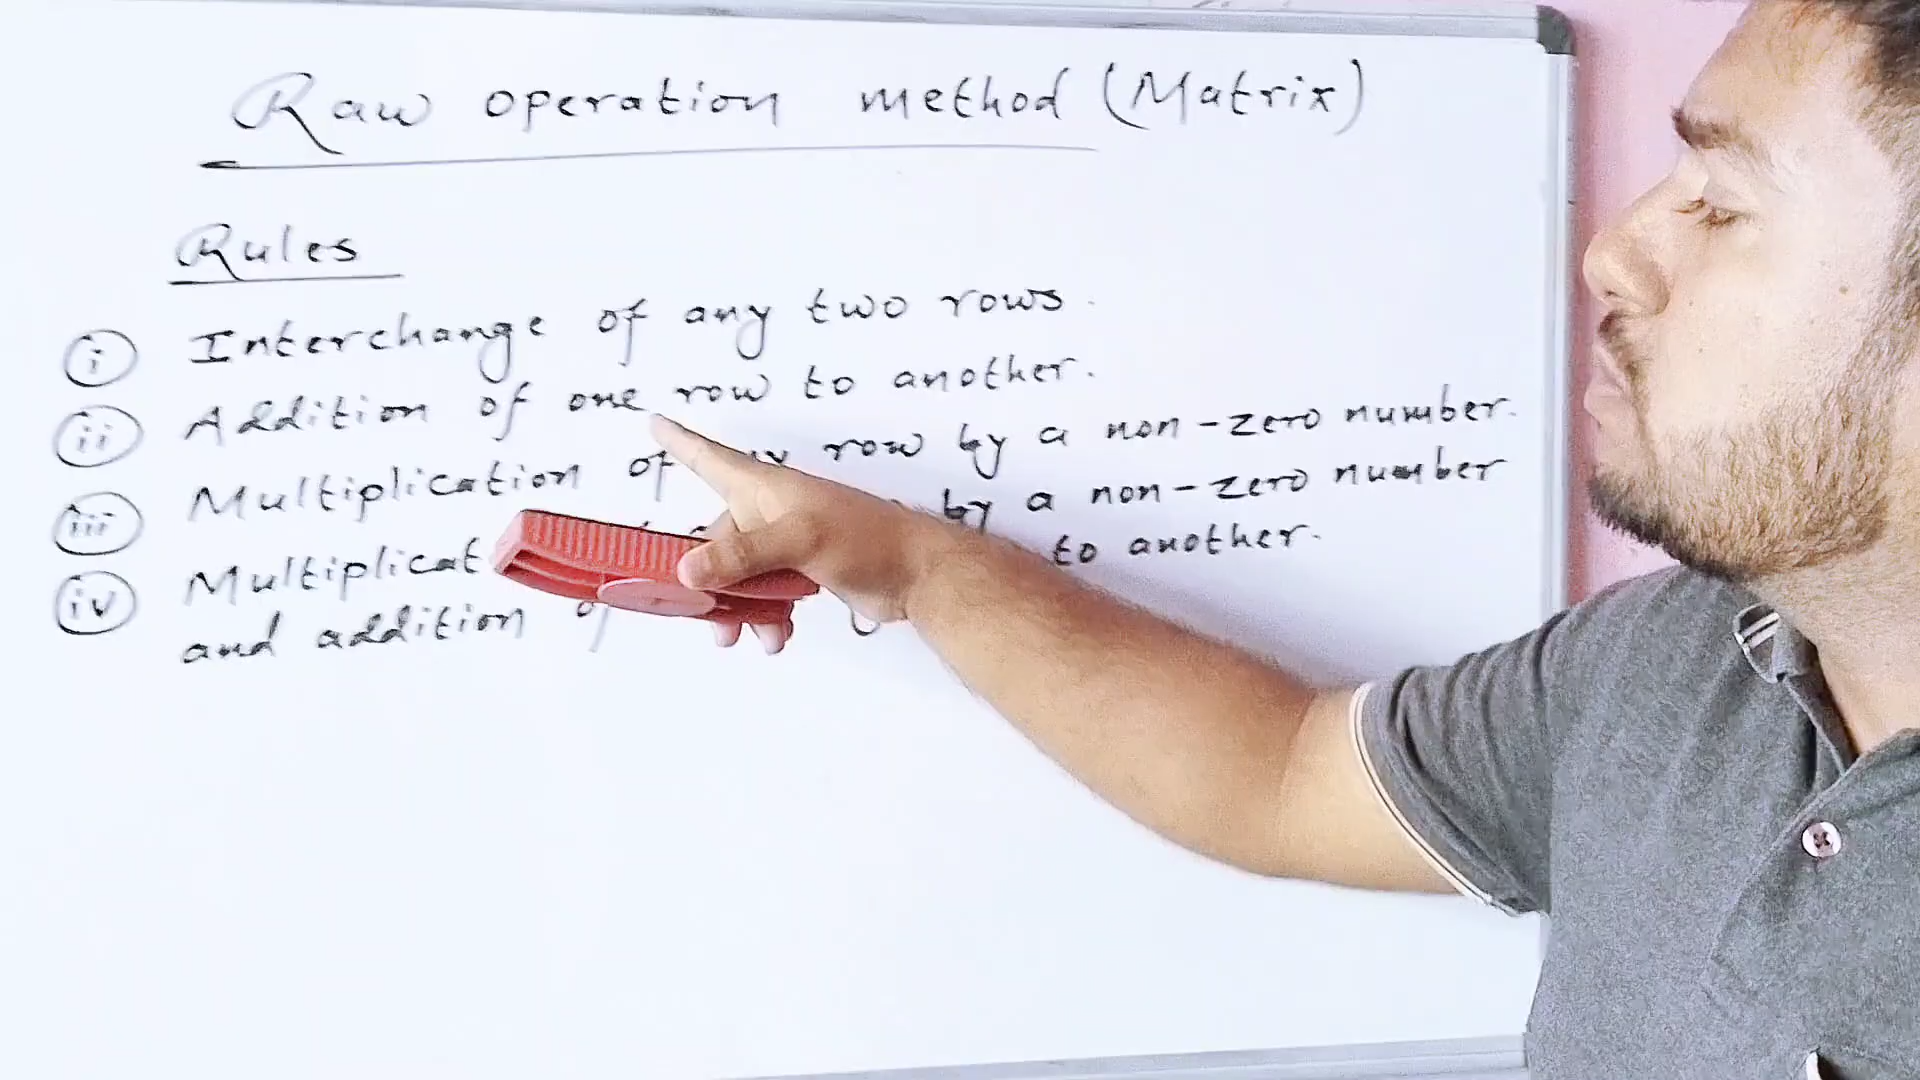 Raw operation method (Matrix)
Rules
i Interchange of any two rows.
ii Addition of one row to another.
iii Multiplication of row by a non-zero number.
iv by a non-zero number
and addition to another.